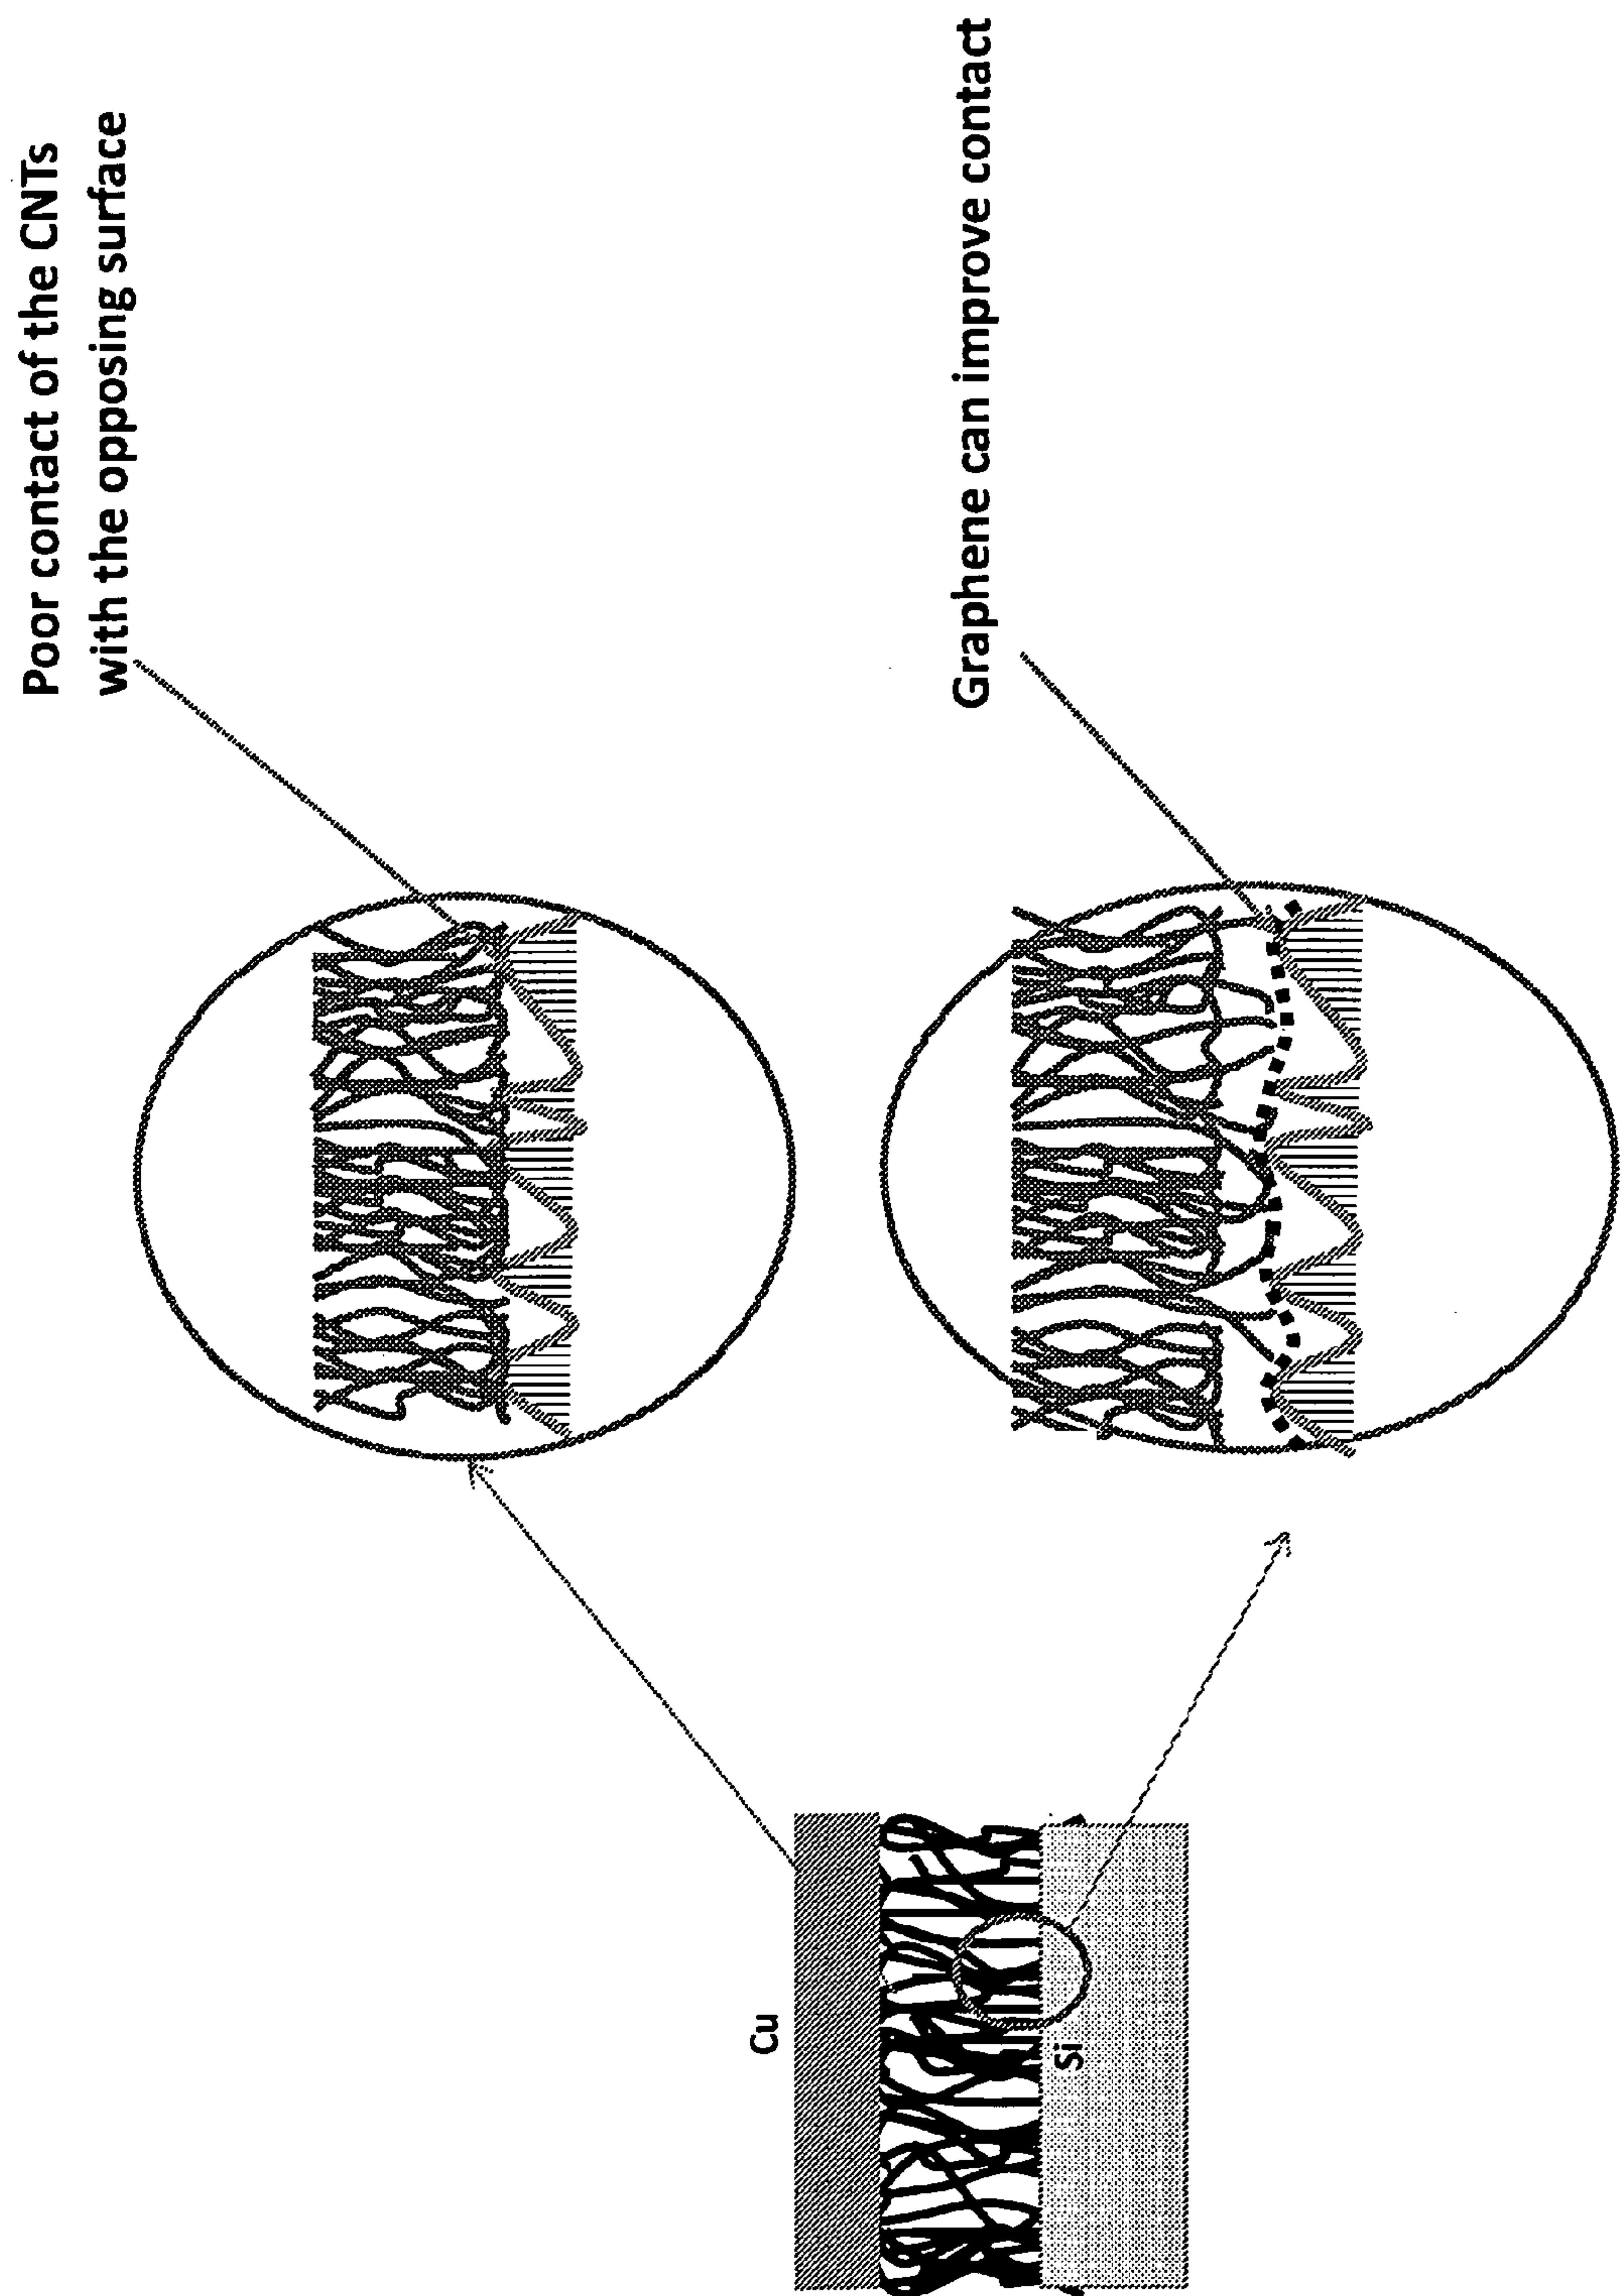 Poor contact of the CNTs
with the opposing surface
Graphene can improve contact
Cu
Si